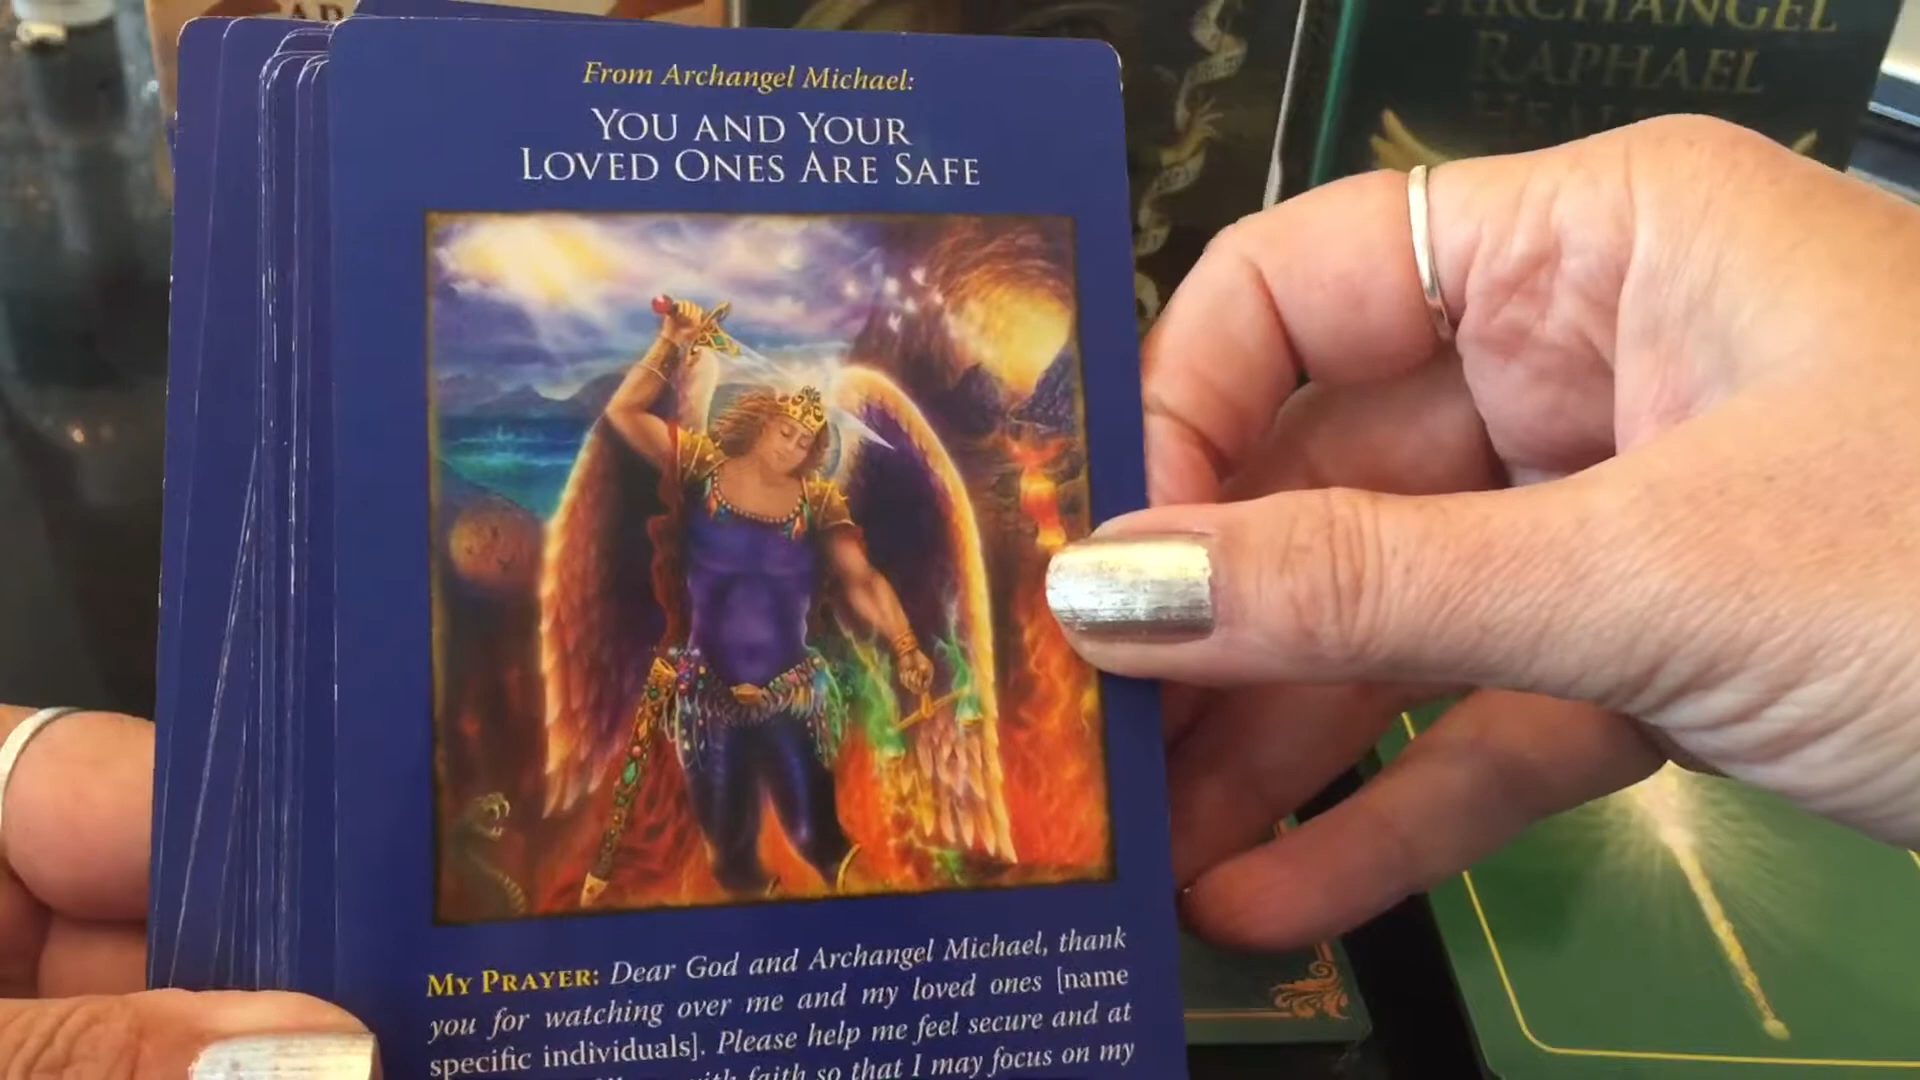 From Archangel Michael:
YOU AND YOUR
LOVED ONES ARE SAFE
MY PRAYER: Dear God and Archangel Michael, thank
you for watching over me and my loved ones [name
specific individuals]. Please help me feel secure and at
faith so that I may focus on my
ARCHANGEL
RAPHAEL